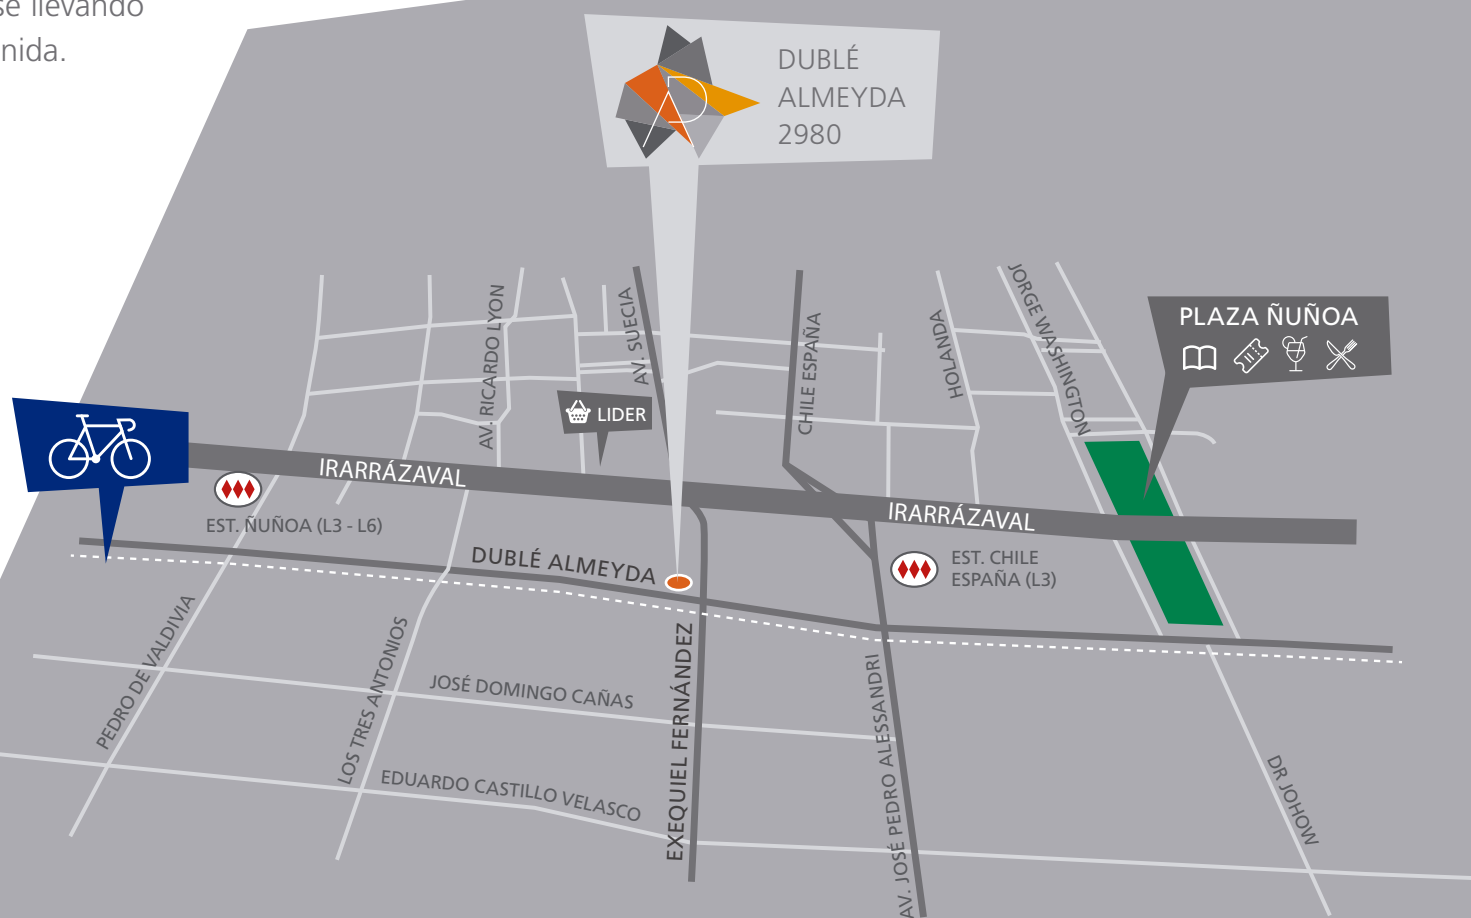 se llevando
nida.
DUBLÉ
ALMEYDA
2980
PLAZA ÑUÑOA
AV. RICARDO LYON
AV. SUECIA
CHILE ESPAÑA
HOLANDA
JORGE WASHINGTON
LIDER
IRARRÁZAVAL
IRARRÁZAVAL
EST. ÑUÑOA (L3 - L6)
EST. CHILE
ESPAÑA (L3)
DUBLÉ ALMEYDA
PEDRO DE VALDIVIA
LOS TRES ANTONIOS
JOSÉ DOMINGO CAÑAS
EXEQUIEL FERNÁNDEZ
AV. JOSÉ PEDRO ALESSANDRI
EDUARDO CASTILLO VELASCO
DR JOHOW